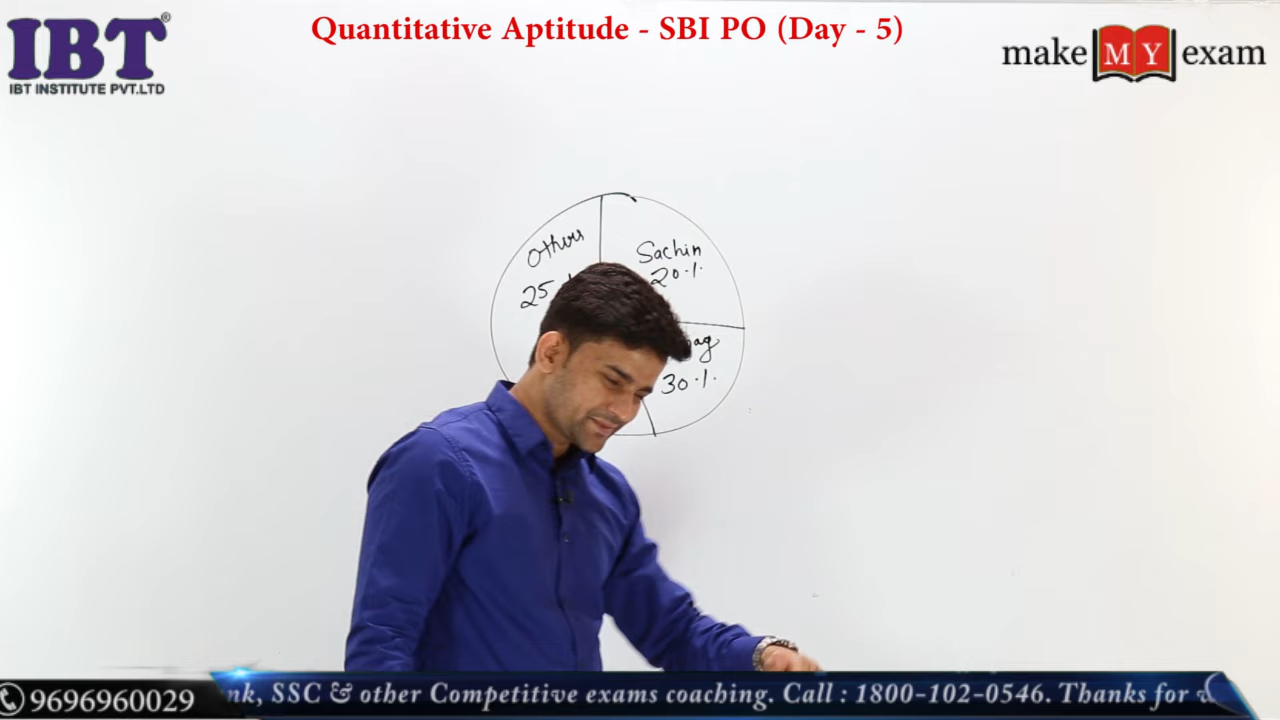 IBT®
IBT INSTITUTE PVT.LTD
Quantitative Aptitude - SBI PO (Day - 5)
make MY exam
Others
25
Sachin
20%
ag
30%
9696960029
nk, SSC & other Competitive exams coaching. Call : 1800-102-0546. Thanks for